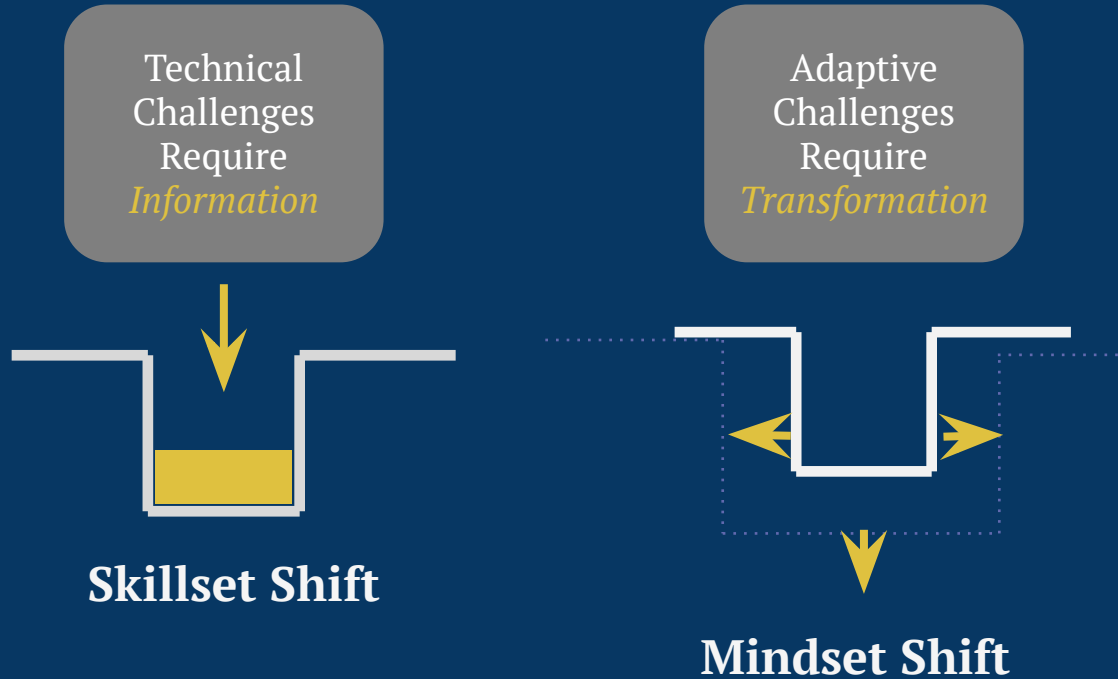 Technical
Challenges
Require
Information
Adaptive
Challenges
Require
Transformation
Skillset Shift
Mindset Shift